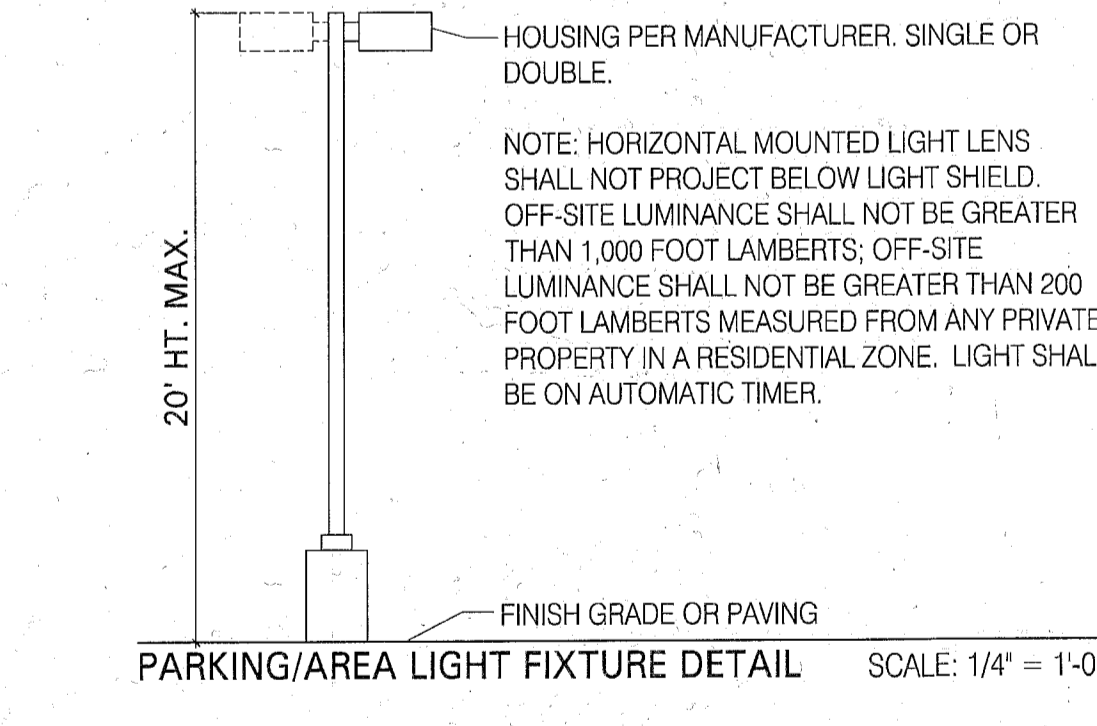 HOUSING PER MANUFACTURER. SINGLE OR
DOUBLE.
NOTE: HORIZONTAL MOUNTED LIGHT LENS
SHALL NOT PROJECT BELOW LIGHT SHIELD.
OFF-SITE LUMINANCE SHALL NOT BE GREATER
THAN 1,000 FOOT LAMBERTS; OFF-SITE
LUMINANCE SHALL NOT BE GREATER THAN 200
FOOT LAMBERTS MEASURED FROM ANY PRIVATE
PROPERTY IN A RESIDENTIAL ZONE. LIGHT SHAL
BE ON AUTOMATIC TIMER.
20' HT. MAX.
FINISH GRADE OR PAVING
PARKING/AREA LIGHT FIXTURE DETAIL SCALE: 1/4" = 1'-0